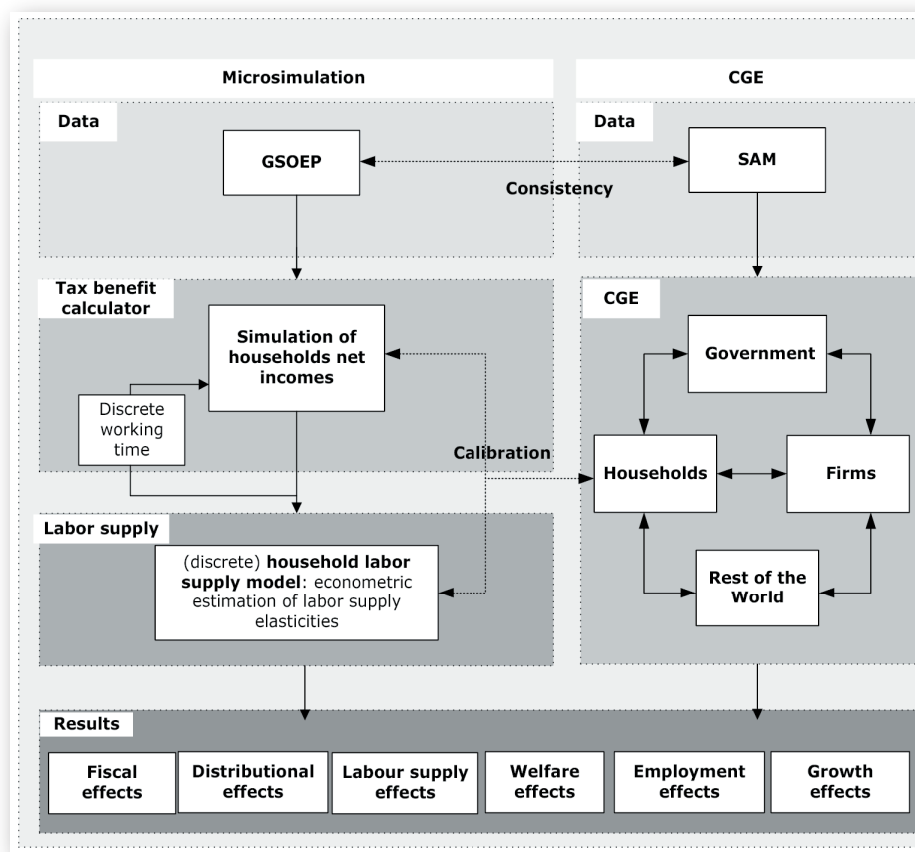 Microsimulation
CGE
Data
Data
GSOEP
SAM
Consistency
Tax benefit
calculator
CGE
Simulation of
households net
incomes
Government
Discrete
working
time
Calibration
Households
Firms
Labor supply
(discrete) household labor
supply model: econometric
estimation of labor supply
elasticities
Rest of the
World
Results
Fiscal
effects
Distributional
effects
Labour supply
effects
Welfare
effects
Employment
effects
Growth
effects